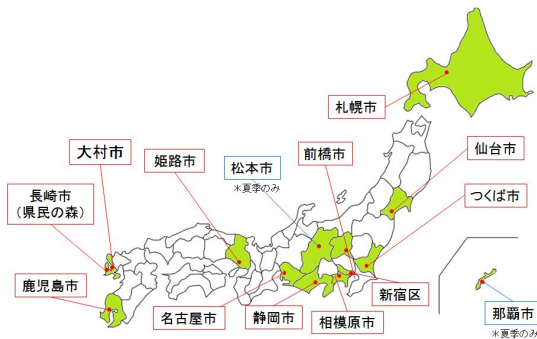 札幌市
仙台市
大村市
姫路市
松本市
＊夏季のみ
前橋市
つくば市
長崎市
（県民の森）
鹿児島市
名古屋市
静岡市
相模原市
新宿区
那覇市
＊夏季のみ